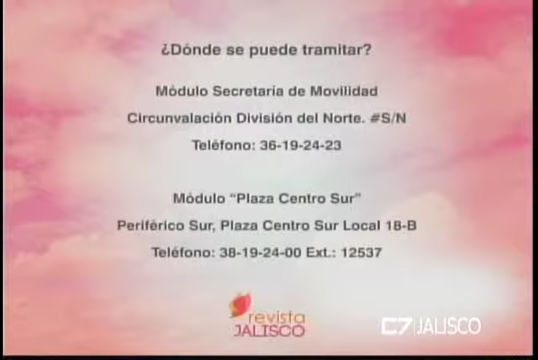 ¿Dónde se puede tramitar?
Módulo Secretaría de Movilidad
Circunvalación División del Norte. #S/N
Teléfono: 36-19-24-23
Módulo "Plaza Centro Sur"
Periférico Sur, Plaza Centro Sur Local 18-B
Teléfono: 38-19-24-00 Ext.: 12537
revista
JALISCO
C7 JALISCO